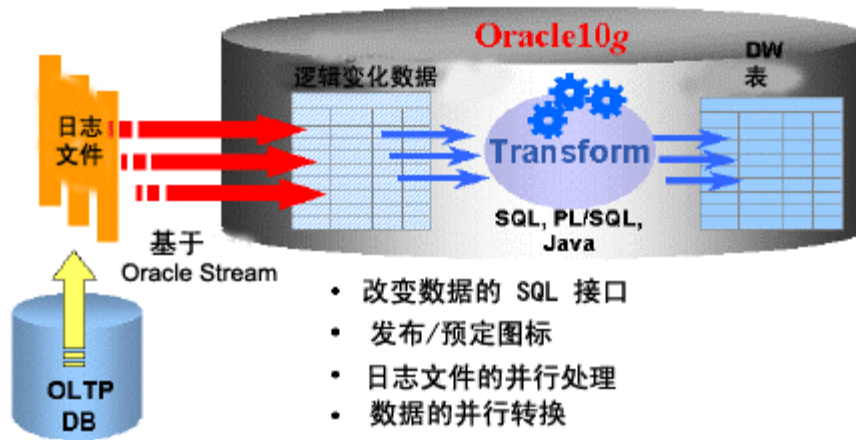 Oracle10g
逻辑变化数据
DW
表
日志
文件
Transform
SQL, PL/SQL,
Java
基于
Oracle Stream
OLTP
DB
• 改变数据的 SQL 接口
• 发布/预定图标
• 日志文件的并行处理
• 数据的并行转换